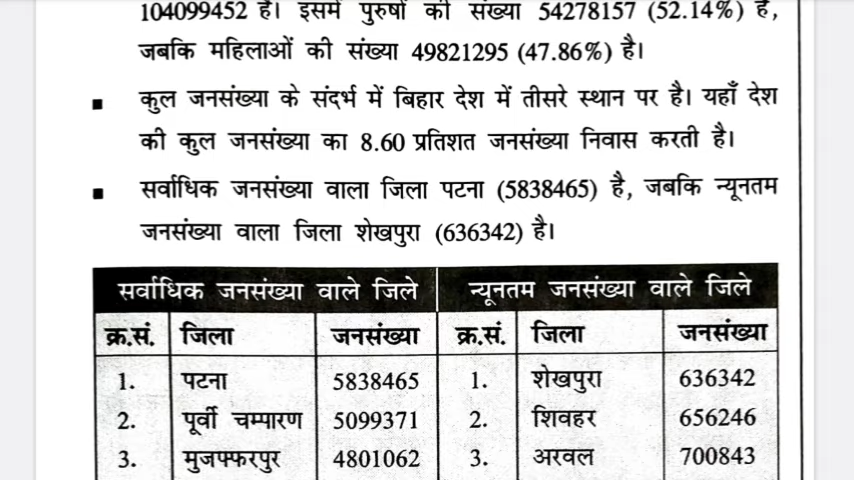 104099452 है। इसमें पुरुषों की संख्या 54278157 (52.14%) है,
जबकि महिलाओं की संख्या 49821295 (47.86%) है।
■ कुल जनसंख्या के संदर्भ में बिहार देश में तीसरे स्थान पर है। यहाँ देश
की कुल जनसंख्या का 8.60 प्रतिशत जनसंख्या निवास करती है।
■ सर्वाधिक जनसंख्या वाला जिला पटना (5838465) है, जबकि न्यूनतम
जनसंख्या वाला जिला शेखपुरा (636342) है।
सर्वाधिक जनसंख्या वाले जिले न्यूनतम जनसंख्या वाले जिले
क्र.सं. जिला जनसंख्या क्र.सं. जिला जनसंख्या
1. पटना 5838465 1. शेखपुरा 636342
2. पूर्वी चम्पारण 5099371 2. शिवहर 656246
3. मुजफ्फरपुर 4801062 3. अरवल 700843